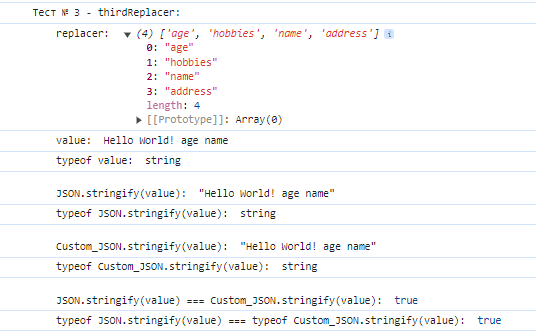 Тест № 3 - thirdReplacer:
replacer: ▼ (4) ['age', 'hobbies', 'name', 'address'] i
0: "age"
1: "hobbies"
2: "name"
3: "address"
length: 4
▶ [[Prototype]]: Array(0)
value: Hello World! age name
typeof value: string
JSON.stringify(value): "Hello World! age name"
typeof JSON.stringify(value): string
Custom_JSON.stringify(value): "Hello World! age name"
typeof Custom_JSON.stringify(value): string
JSON.stringify(value) === Custom_JSON.stringify(value): true
typeof JSON.stringify(value) === typeof Custom_JSON.stringify(value): true